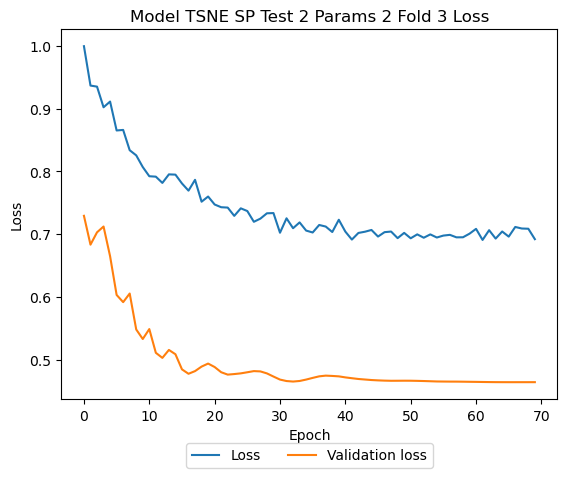 Model TSNE SP Test 2 Params 2 Fold 3 Loss
1.0
0.9
0.8
0.7
0.6
0.5
Loss
0 10 20 30 40 50 60 70
Epoch
Loss Validation loss